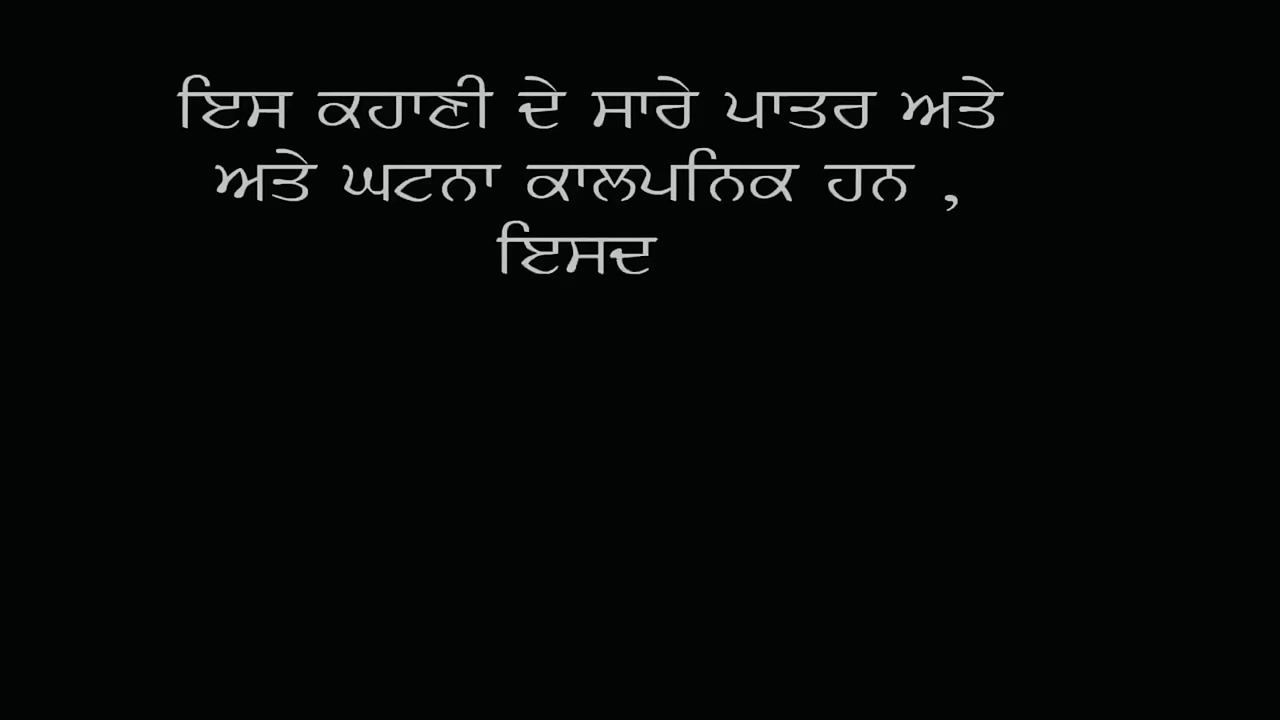 ਇਸ ਕਹਾਣੀ ਦੇ ਸਾਰੇ ਪਾਤਰ ਅਤੇ
ਅਤੇ ਘਟਨਾ ਕਾਲਪਨਿਕ ਹਨ ,
ਇਸਦ